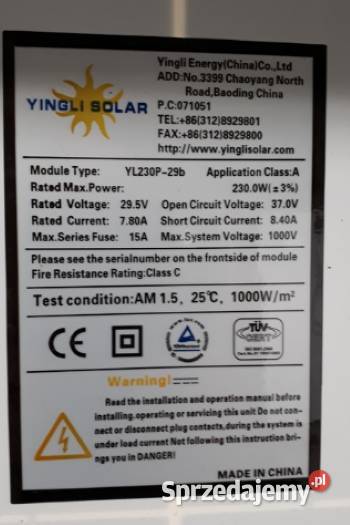 Yingli Energy(China)Co.,Ltd
ADD:No.3399 Chaoyang North
Road,Baoding China
P.C:071051
TEL:+86(312)8929801
FAX:+86(312)8929800
http://www.yinglisolar.com
YINGLI SOLAR
Module Type: YL230P-29b Application Class:A
Rated Max.Power: 230.0W(±3%)
Rated Voltage: 29.5V Open Circuit Voltage: 37.0V
Rated Current: 7.80A Short Circuit Current: 8.40A
Max.Series Fuse: 15A Max.System Voltage: 1000V
Please see the serialnumber on the frontside of module
Fire Resistance Rating:Class C
Test condition:AM 1.5, 25℃, 1000W/m²
CE
TÜV
CERT
Warning!
Read the installation and operation manual before
installing.operating or servicing this unit Do not con-
nect or disconnect plug contacts,during the system is
under load current Not following this instruction bri-
ngs you in DANGER!
MADE IN CHINA
Sprzedajemy.pl